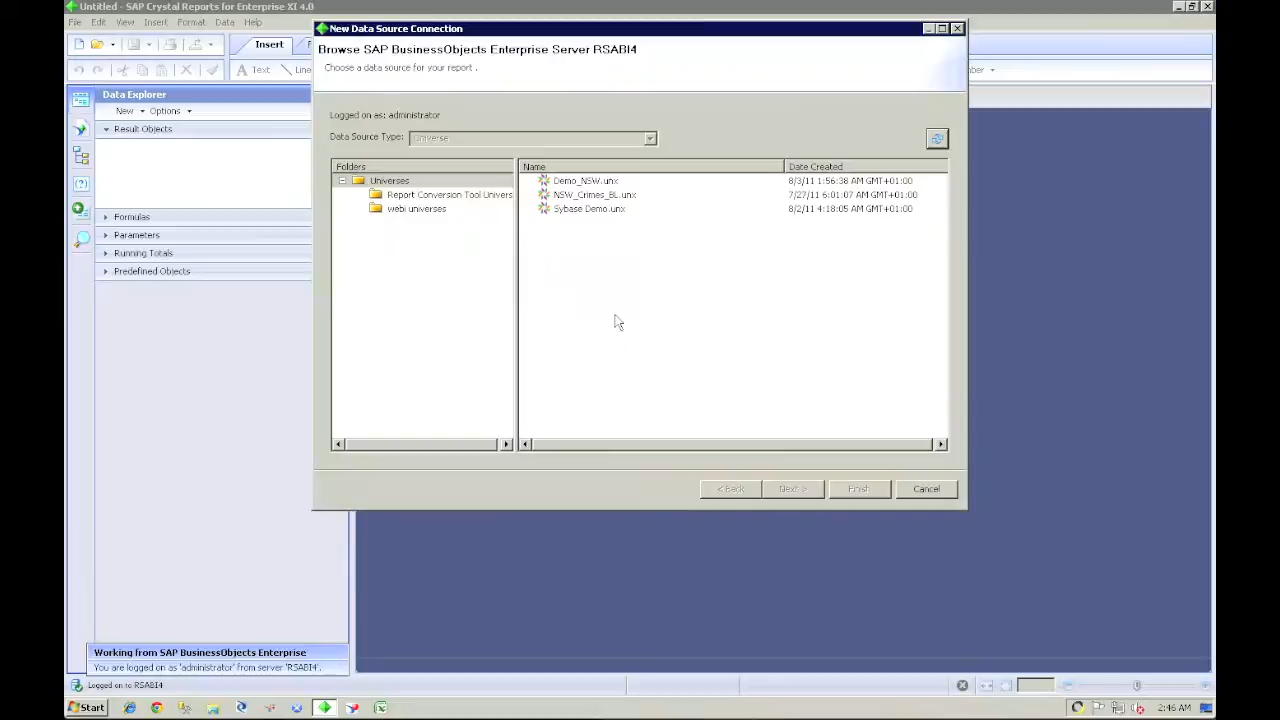 Untitled - SAP Crystal Reports for Enterprise XI 4.0
File Edit View Insert Format Data Help
New Data Source Connection
Browse SAP BusinessObjects Enterprise Server RSABI4
Choose a data source for your report .
Insert
Text Line
Data Explorer
New Options
Result Objects
Formulas
Parameters
Running Totals
Predefined Objects
Logged on as: administrator
Data Source Type: Universe
Folders
Universes
Report Conversion Tool Univers
webi universes
Name Date Created
Demo_NSW.unx 8/3/11 1:56:38 AM GMT+01:00
NSW_Crimes_BL.unx 7/27/11 6:01:07 AM GMT+01:00
Sybase Demo.unx 8/2/11 4:18:05 AM GMT+01:00
< Back Next > Finish Cancel
Working from SAP BusinessObjects Enterprise
You are logged on as 'administrator' from server 'RSABI4'.
Logged on to RSABI4
Start
2:46 AM